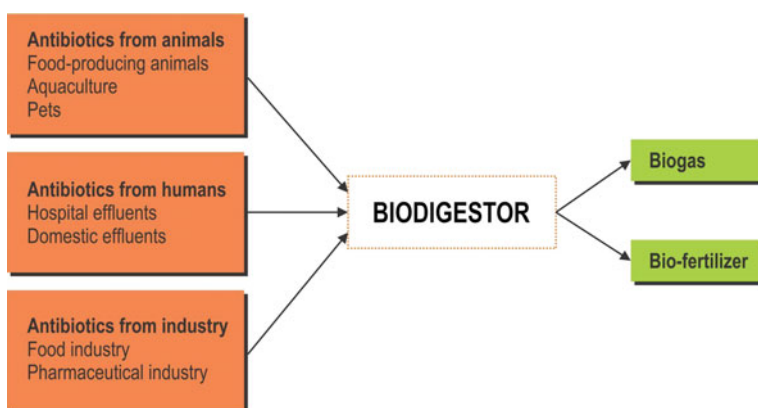 Antibiotics from animals
Food-producing animals
Aquaculture
Pets
Antibiotics from humans
Hospital effluents
Domestic effluents
Antibiotics from industry
Food industry
Pharmaceutical industry
BIODIGESTOR
Biogas
Bio-fertilizer